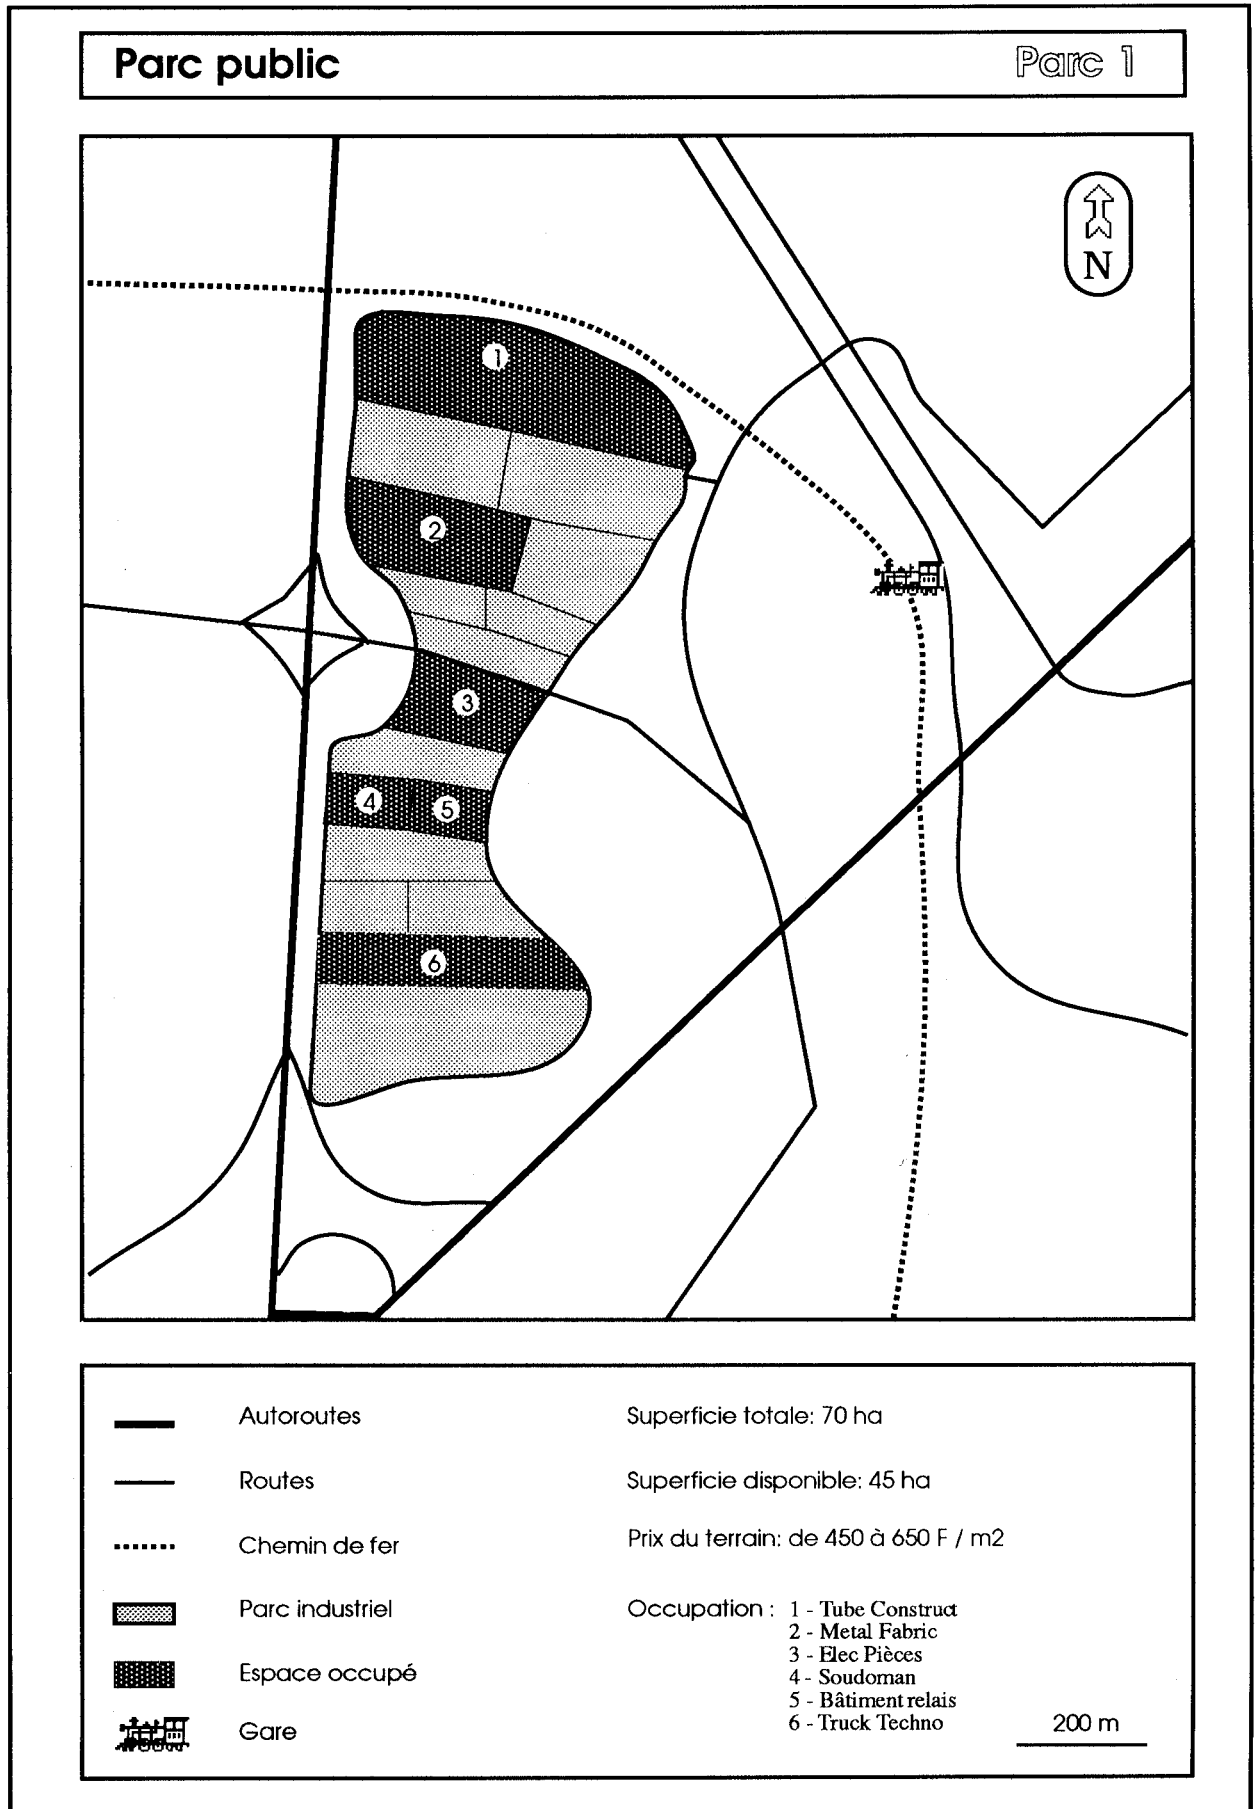 Parc public
Parc 1
N
1
2
3
4
5
6
Autoroutes
Routes
Chemin de fer
Parc industriel
Espace occupé
Gare
Superficie totale: 70 ha
Superficie disponible: 45 ha
Prix du terrain: de 450 à 650 F / m2
Occupation :
1 - Tube Construct
2 - Metal Fabric
3 - Elec Pièces
4 - Soudoman
5 - Bâtiment relais
6 - Truck Techno
200 m